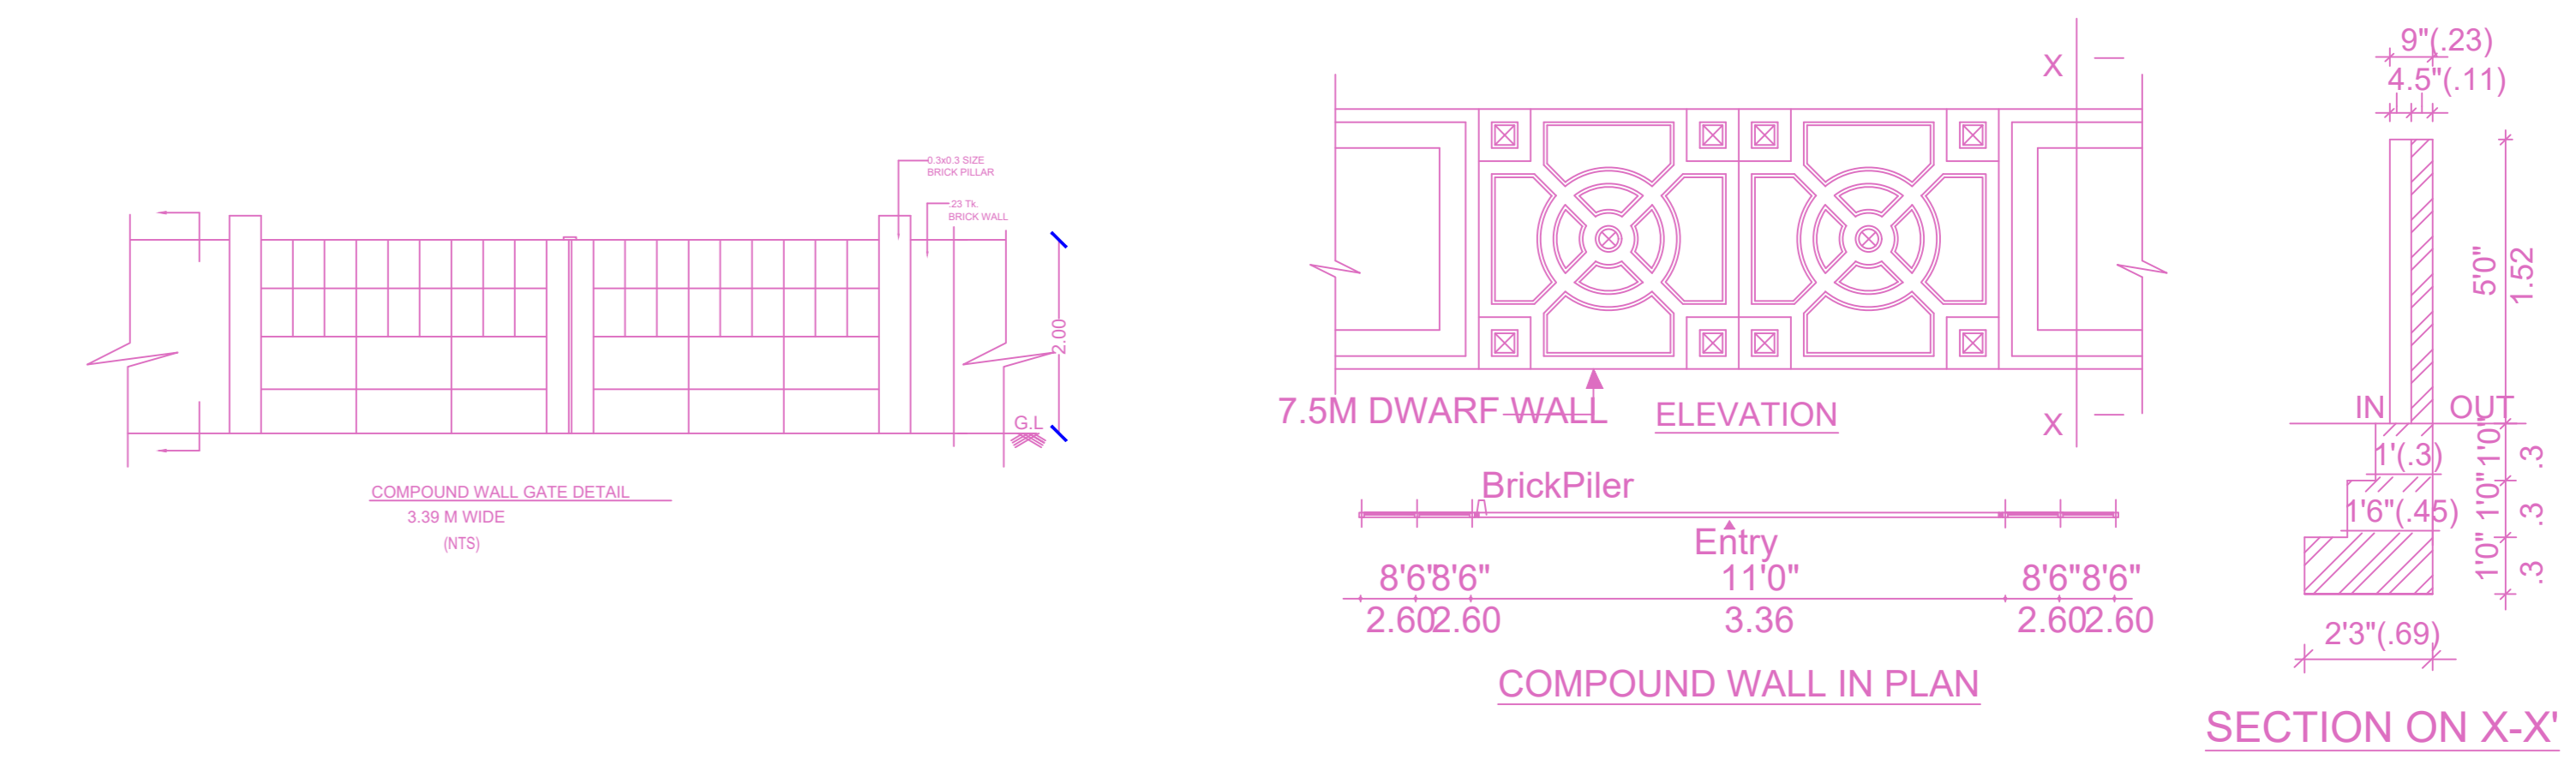 0.3x0.3 SIZE
BRICK PILLAR
.23 Tk.
BRICK WALL
2.00
G.L
COMPOUND WALL GATE DETAIL
3.39 M WIDE
(NTS)
X
X
7.5M DWARF WALL
ELEVATION
BrickPiler
Entry
8'6" 8'6" 11'0" 8'6" 8'6"
2.60 2.60 3.36 2.60 2.60
COMPOUND WALL IN PLAN
9"(.23)
4.5"(.11)
5'0"
1.52
IN OUT
1'(.3) 1'0" .3
1'6"(.45) 1'0" .3
1'0" .3
2'3"(.69)
SECTION ON X-X'